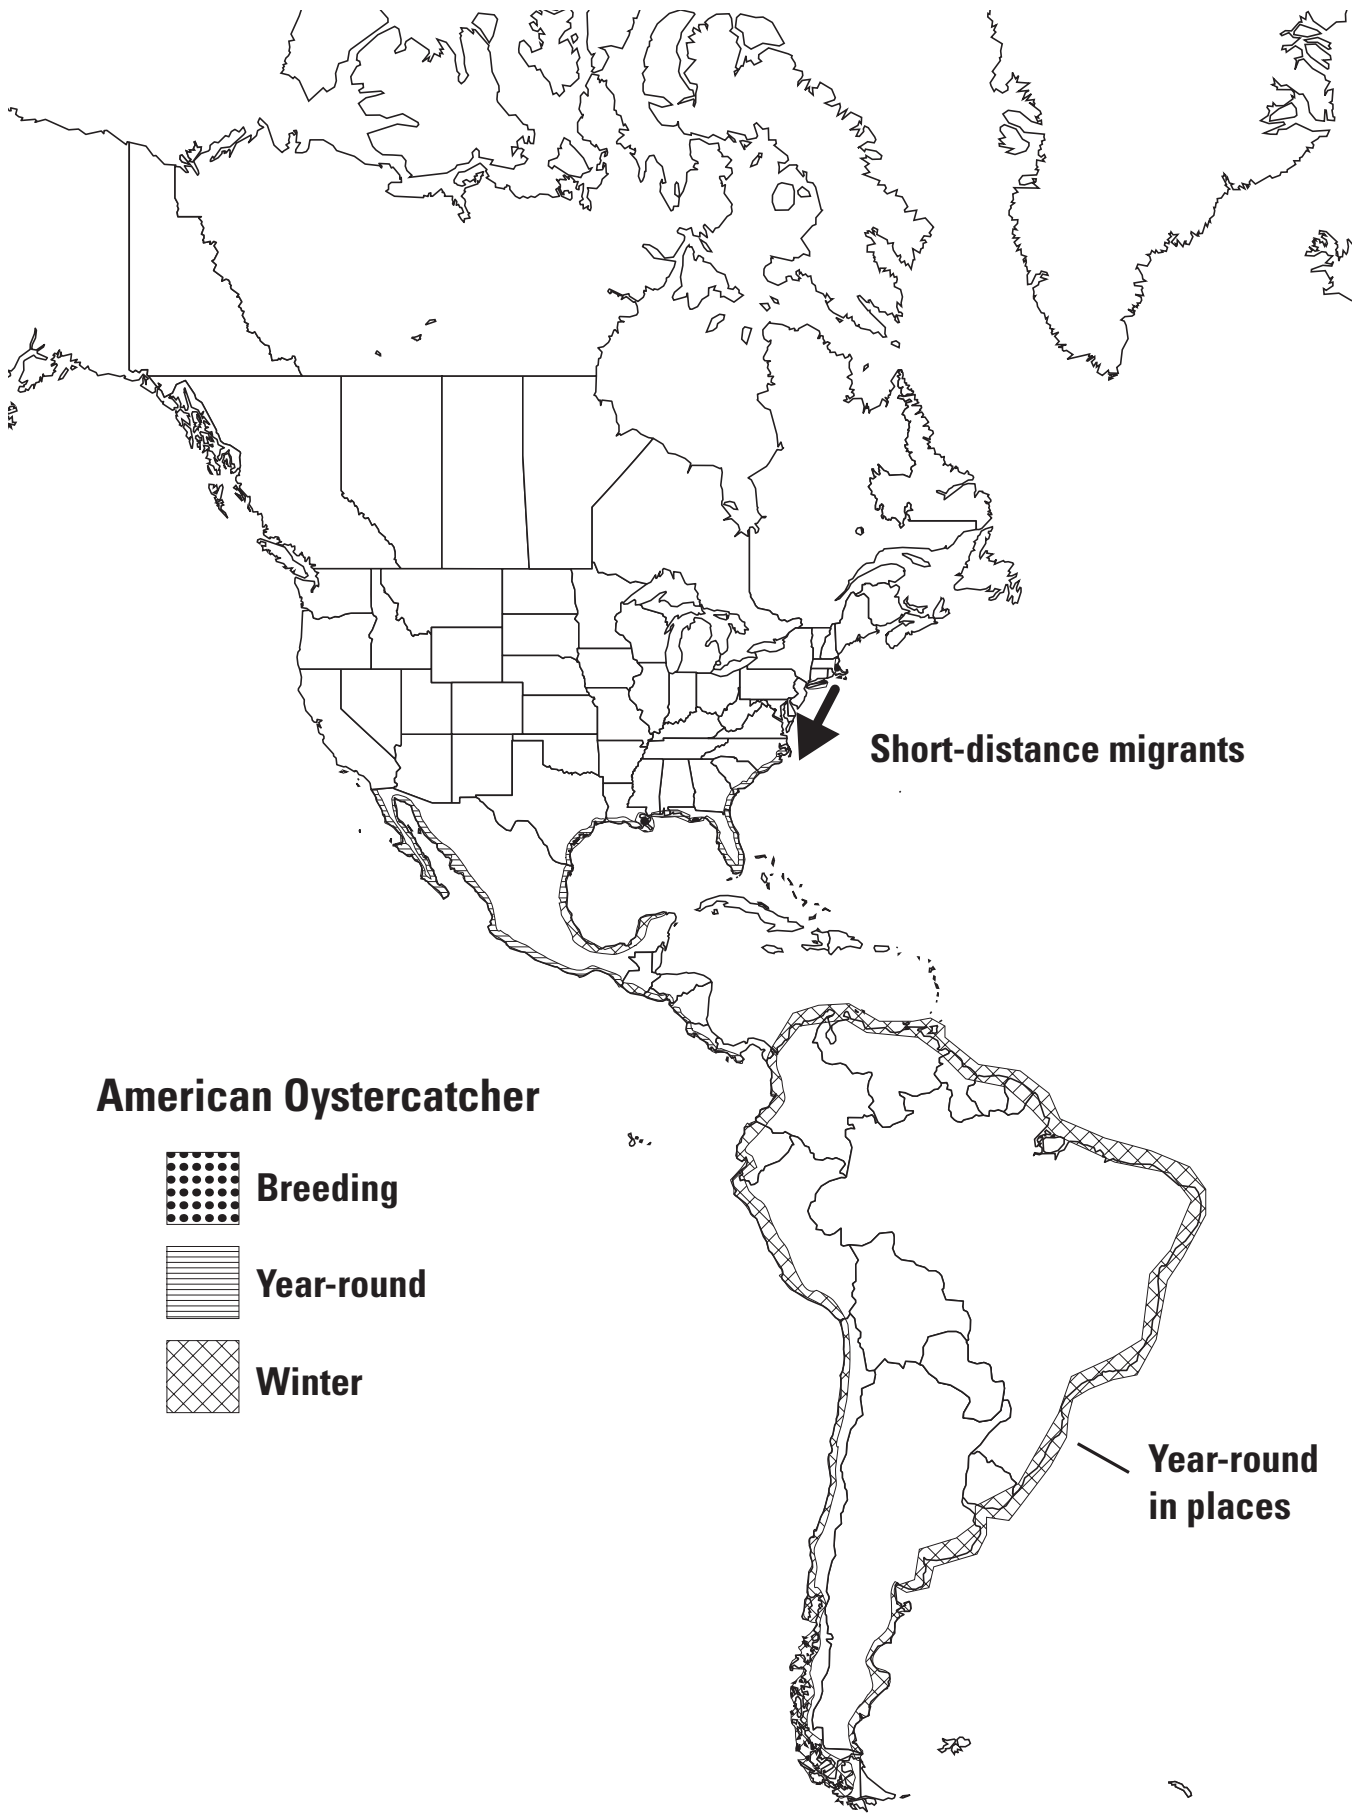 Short-distance migrants
American Oystercatcher
Breeding
Year-round
Winter
Year-round
in places